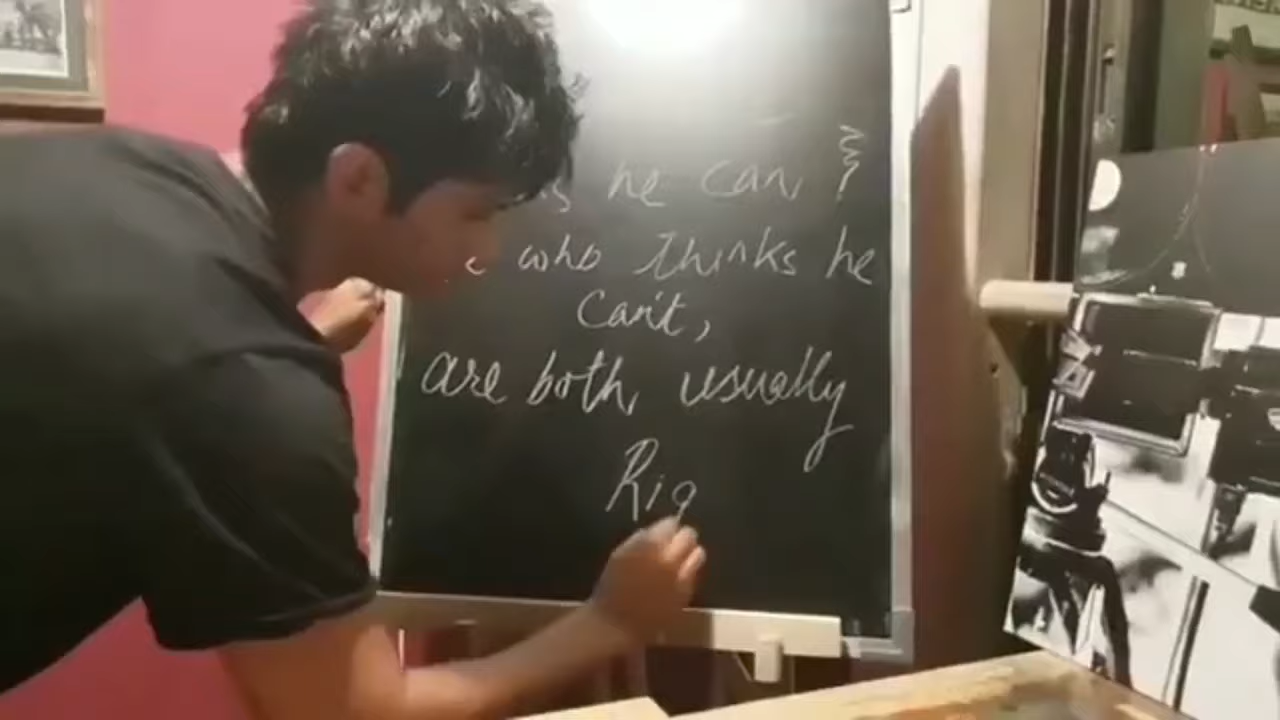 he can &
who thinks he
can't,
are both, usually
Rig